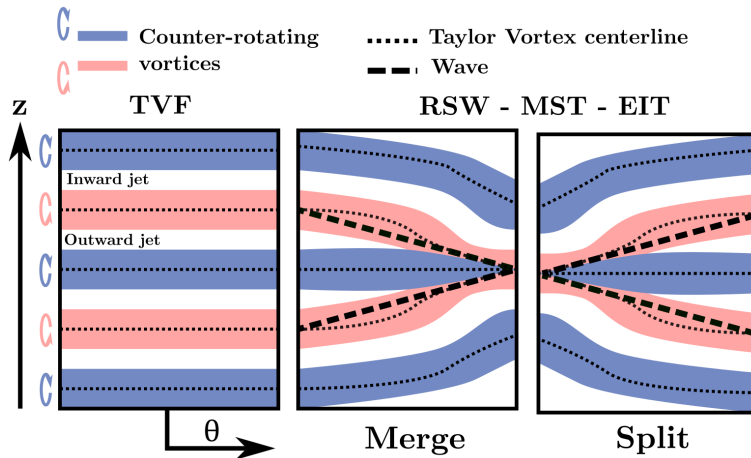 Counter-rotating
vortices
Taylor Vortex centerline
Wave
TVF
RSW - MST - EIT
z
Inward jet
Outward jet
θ
Merge
Split